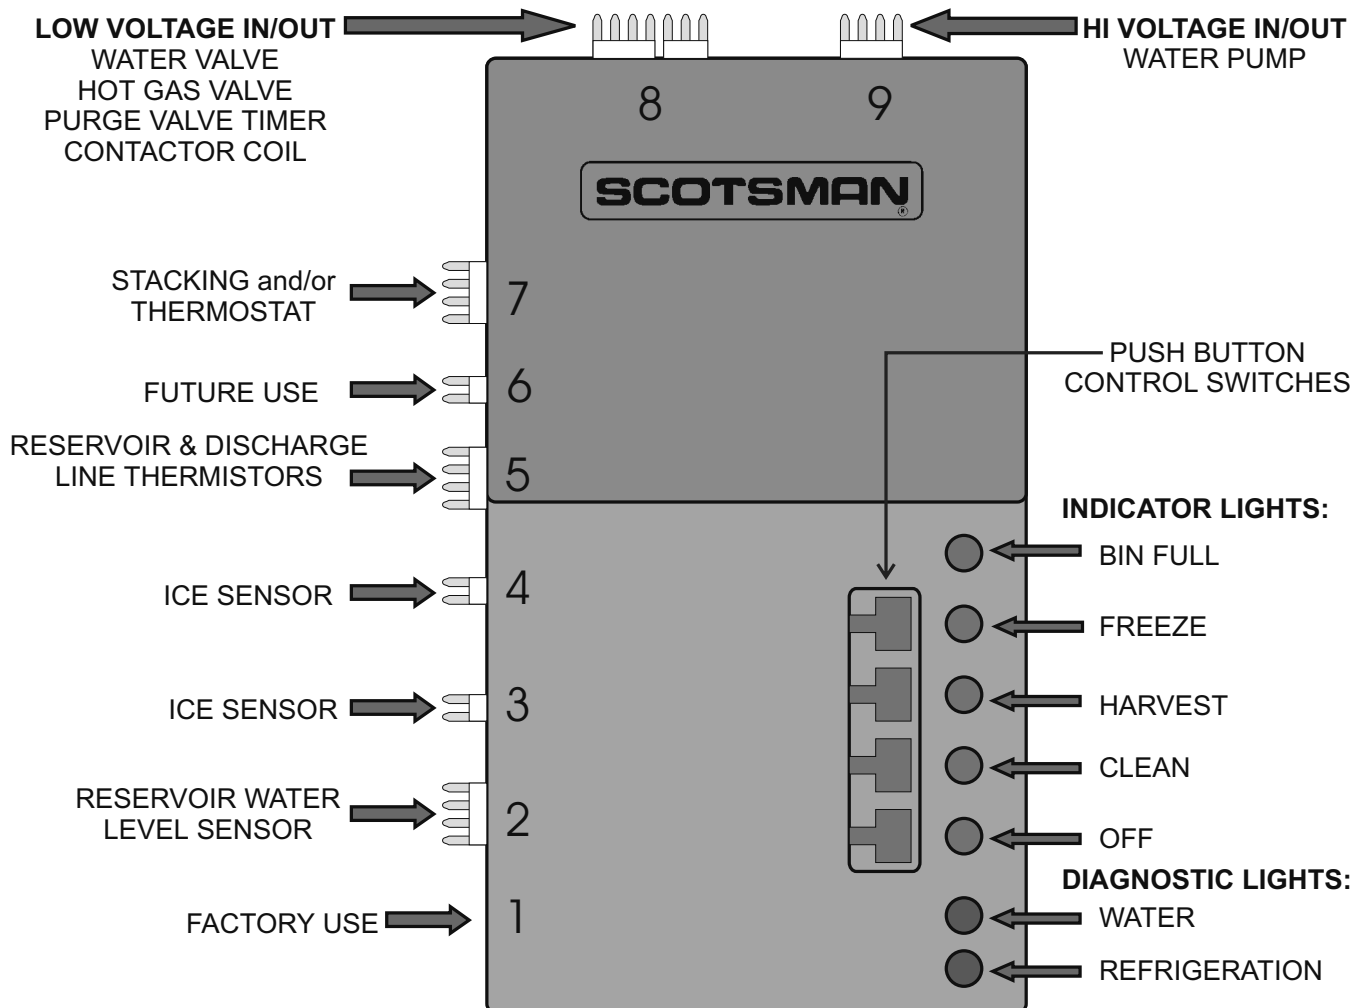 LOW VOLTAGE IN/OUT
WATER VALVE
HOT GAS VALVE
PURGE VALVE TIMER
CONTACTOR COIL
HI VOLTAGE IN/OUT
WATER PUMP
8
9
SCOTSMAN®
STACKING and/or
THERMOSTAT
7
FUTURE USE
6
RESERVOIR & DISCHARGE
LINE THERMISTORS
5
ICE SENSOR
4
ICE SENSOR
3
RESERVOIR WATER
LEVEL SENSOR
2
FACTORY USE
1
PUSH BUTTON
CONTROL SWITCHES
INDICATOR LIGHTS:
BIN FULL
FREEZE
HARVEST
CLEAN
OFF
DIAGNOSTIC LIGHTS:
WATER
REFRIGERATION